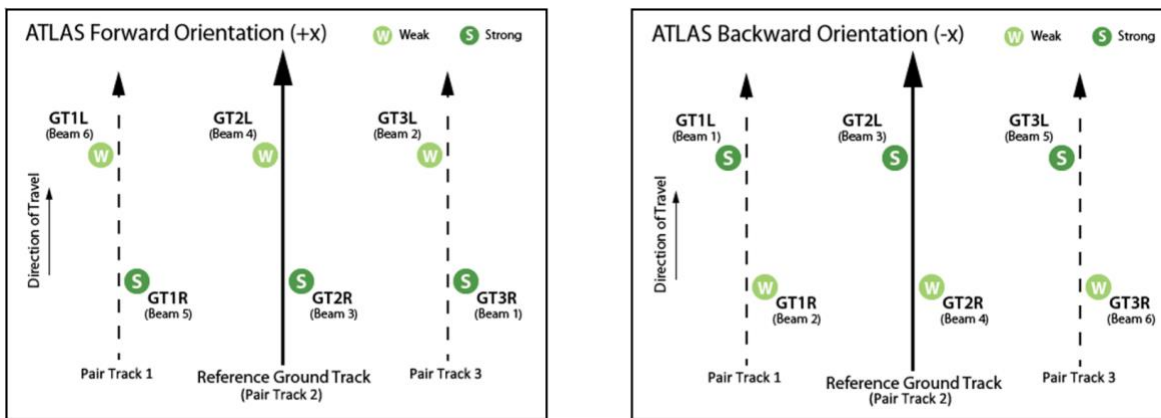 ATLAS Forward Orientation (+x)
W Weak
S Strong
GT1L
(Beam 6)
W
GT2L
(Beam 4)
W
GT3L
(Beam 2)
W
Direction of Travel
S
GT1R
(Beam 5)
S
GT2R
(Beam 3)
S
GT3R
(Beam 1)
Pair Track 1
Reference Ground Track
(Pair Track 2)
Pair Track 3
ATLAS Backward Orientation (-x)
W Weak
S Strong
GT1L
(Beam 1)
S
GT2L
(Beam 3)
S
GT3L
(Beam 5)
S
Direction of Travel
W
GT1R
(Beam 2)
W
GT2R
(Beam 4)
W
GT3R
(Beam 6)
Pair Track 1
Reference Ground Track
(Pair Track 2)
Pair Track 3